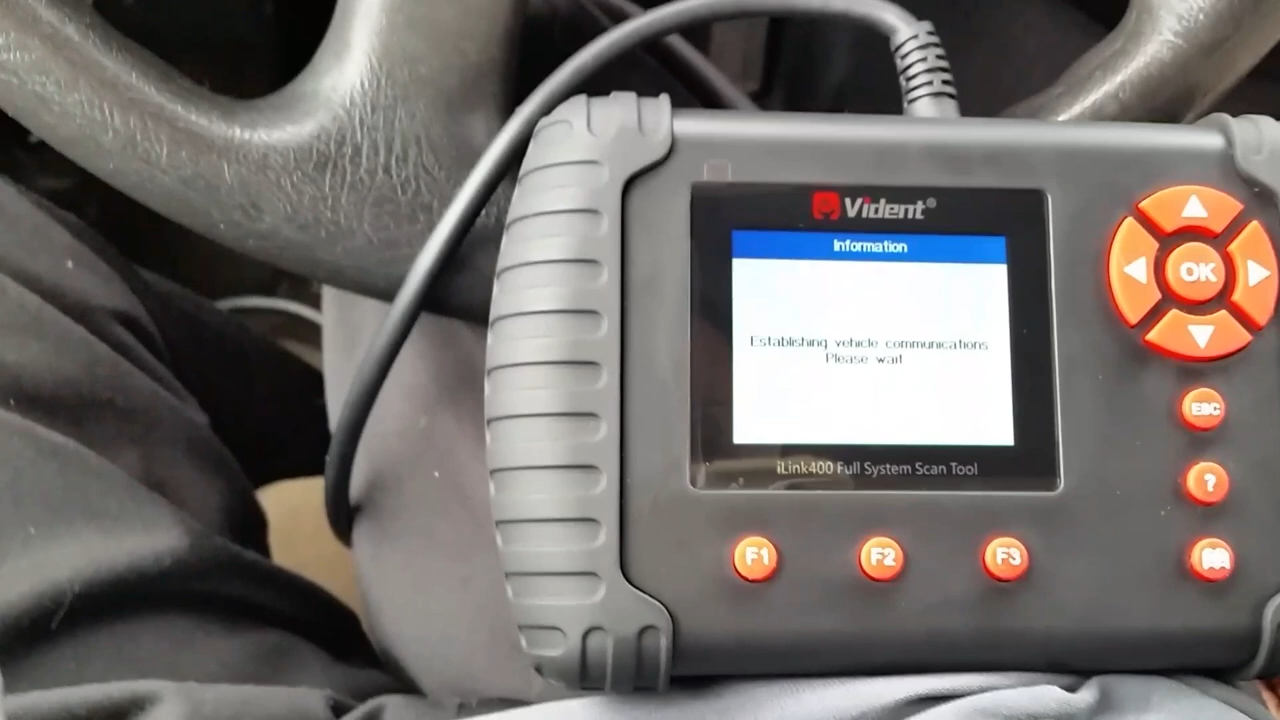 Vident®
Information
Establishing vehicle communications
Please wait
iLink400 Full System Scan Tool
OK
ESC
?
F1
F2
F3